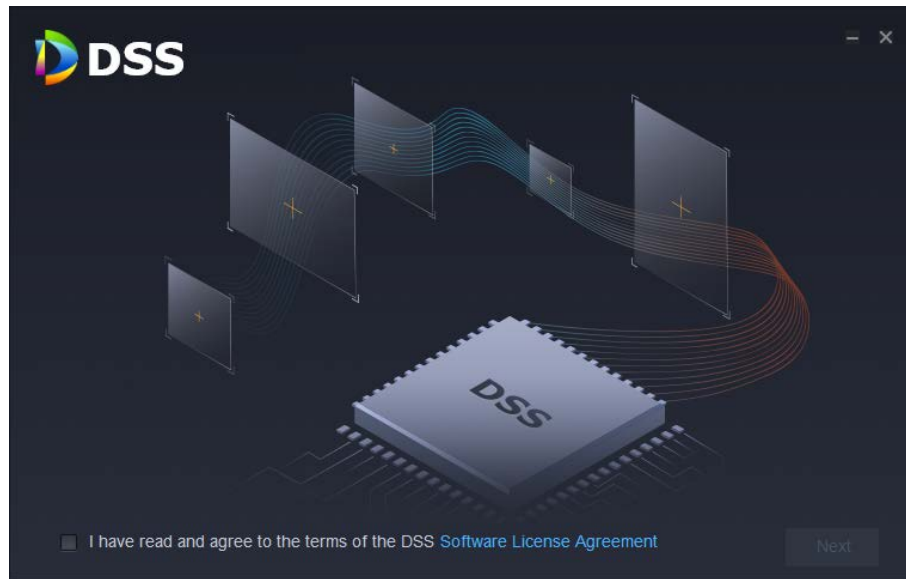 DSS
DSS
I have read and agree to the terms of the DSS Software License Agreement
Next